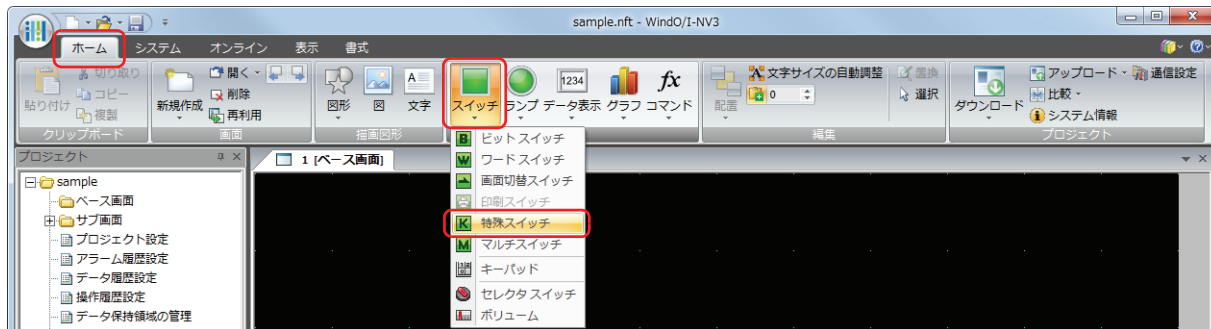 sample.nft - WindO/I-NV3
ホーム システム オンライン 表示 書式
切り取り 開く 文字サイズの自動調整 置換 アップロード 通信設定
コピー 削除 A 1234 fx 0 選択 比較
貼り付け 複製 新規作成 再利用 図形 図 文字 スイッチ ランプ データ表示 グラフ コマンド 配置 ダウンロード システム情報
クリップボード 画面 描画図形 編集 プロジェクト
プロジェクト 1 [ベース画面]
sample
ベース画面
サブ画面
プロジェクト設定
アラーム履歴設定
データ履歴設定
操作履歴設定
データ保持領域の管理
B ビット スイッチ
W ワード スイッチ
画面切替スイッチ
印刷スイッチ
K 特殊スイッチ
M マルチスイッチ
キーパッド
セレクタ スイッチ
ボリューム